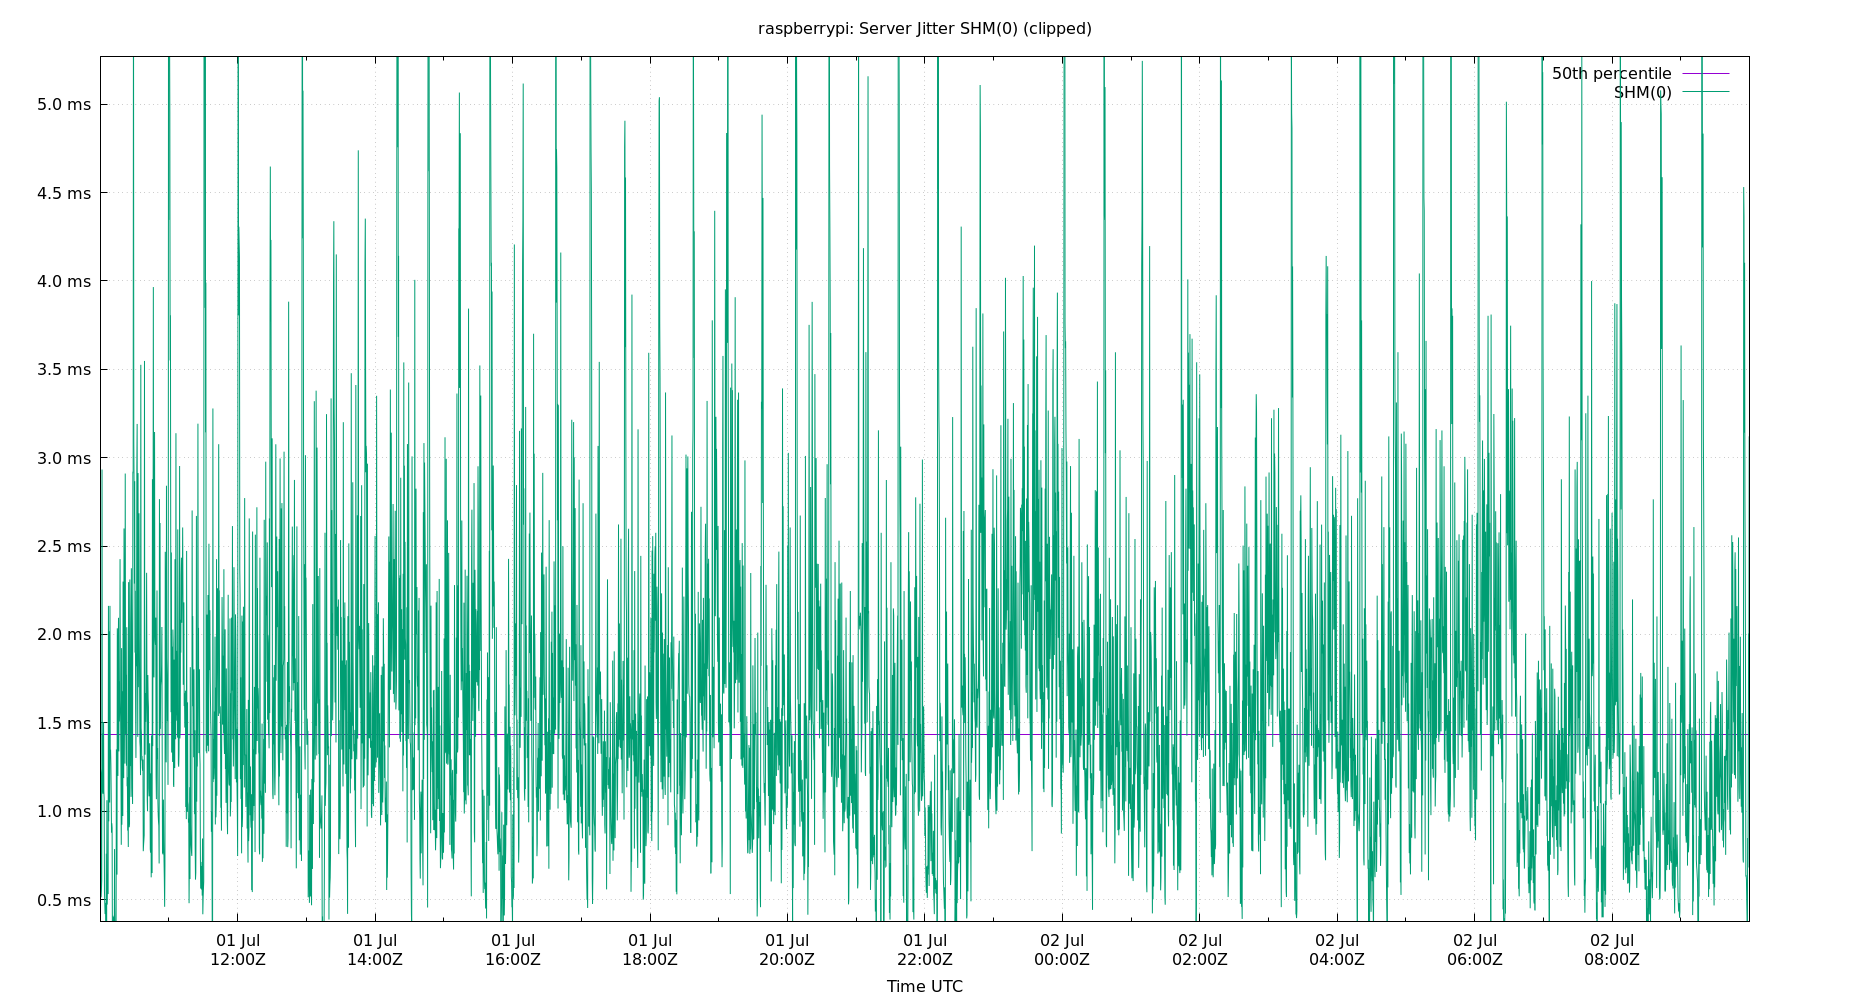 raspberrypi: Server Jitter SHM(0) (clipped)
50th percentile
SHM(0)
5.0 ms
4.5 ms
4.0 ms
3.5 ms
3.0 ms
2.5 ms
2.0 ms
1.5 ms
1.0 ms
0.5 ms
01 Jul 01 Jul 01 Jul 01 Jul 01 Jul 01 Jul 02 Jul 02 Jul 02 Jul 02 Jul 02 Jul
12:00Z 14:00Z 16:00Z 18:00Z 20:00Z 22:00Z 00:00Z 02:00Z 04:00Z 06:00Z 08:00Z
Time UTC